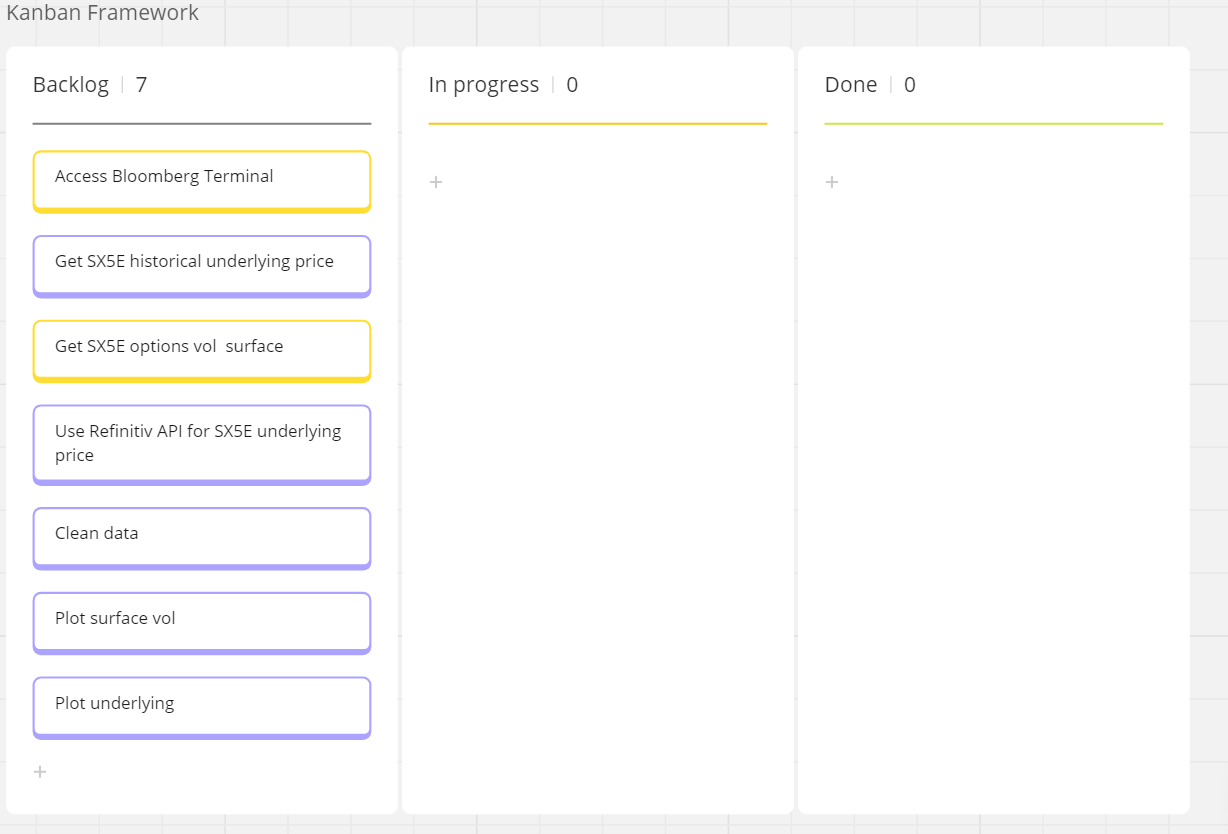 Kanban Framework
Backlog | 7
In progress | 0
Done | 0
Access Bloomberg Terminal
Get SX5E historical underlying price
Get SX5E options vol  surface
Use Refinitiv API for SX5E underlying
price
Clean data
Plot surface vol
Plot underlying
+
+
+